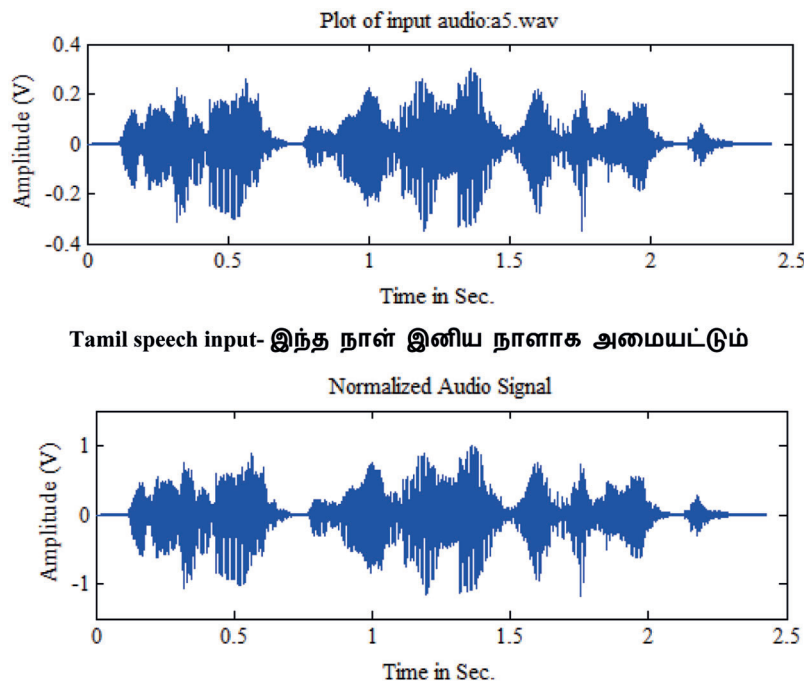 Plot of input audio:a5.wav
0.4
0.2
0
-0.2
-0.4
Amplitude (V)
0 0.5 1 1.5 2 2.5
Time in Sec.
Tamil speech input- இந்த நாள் இனிய நாளாக அமையட்டும்
Normalized Audio Signal
1
0
-1
Amplitude (V)
0 0.5 1 1.5 2 2.5
Time in Sec.